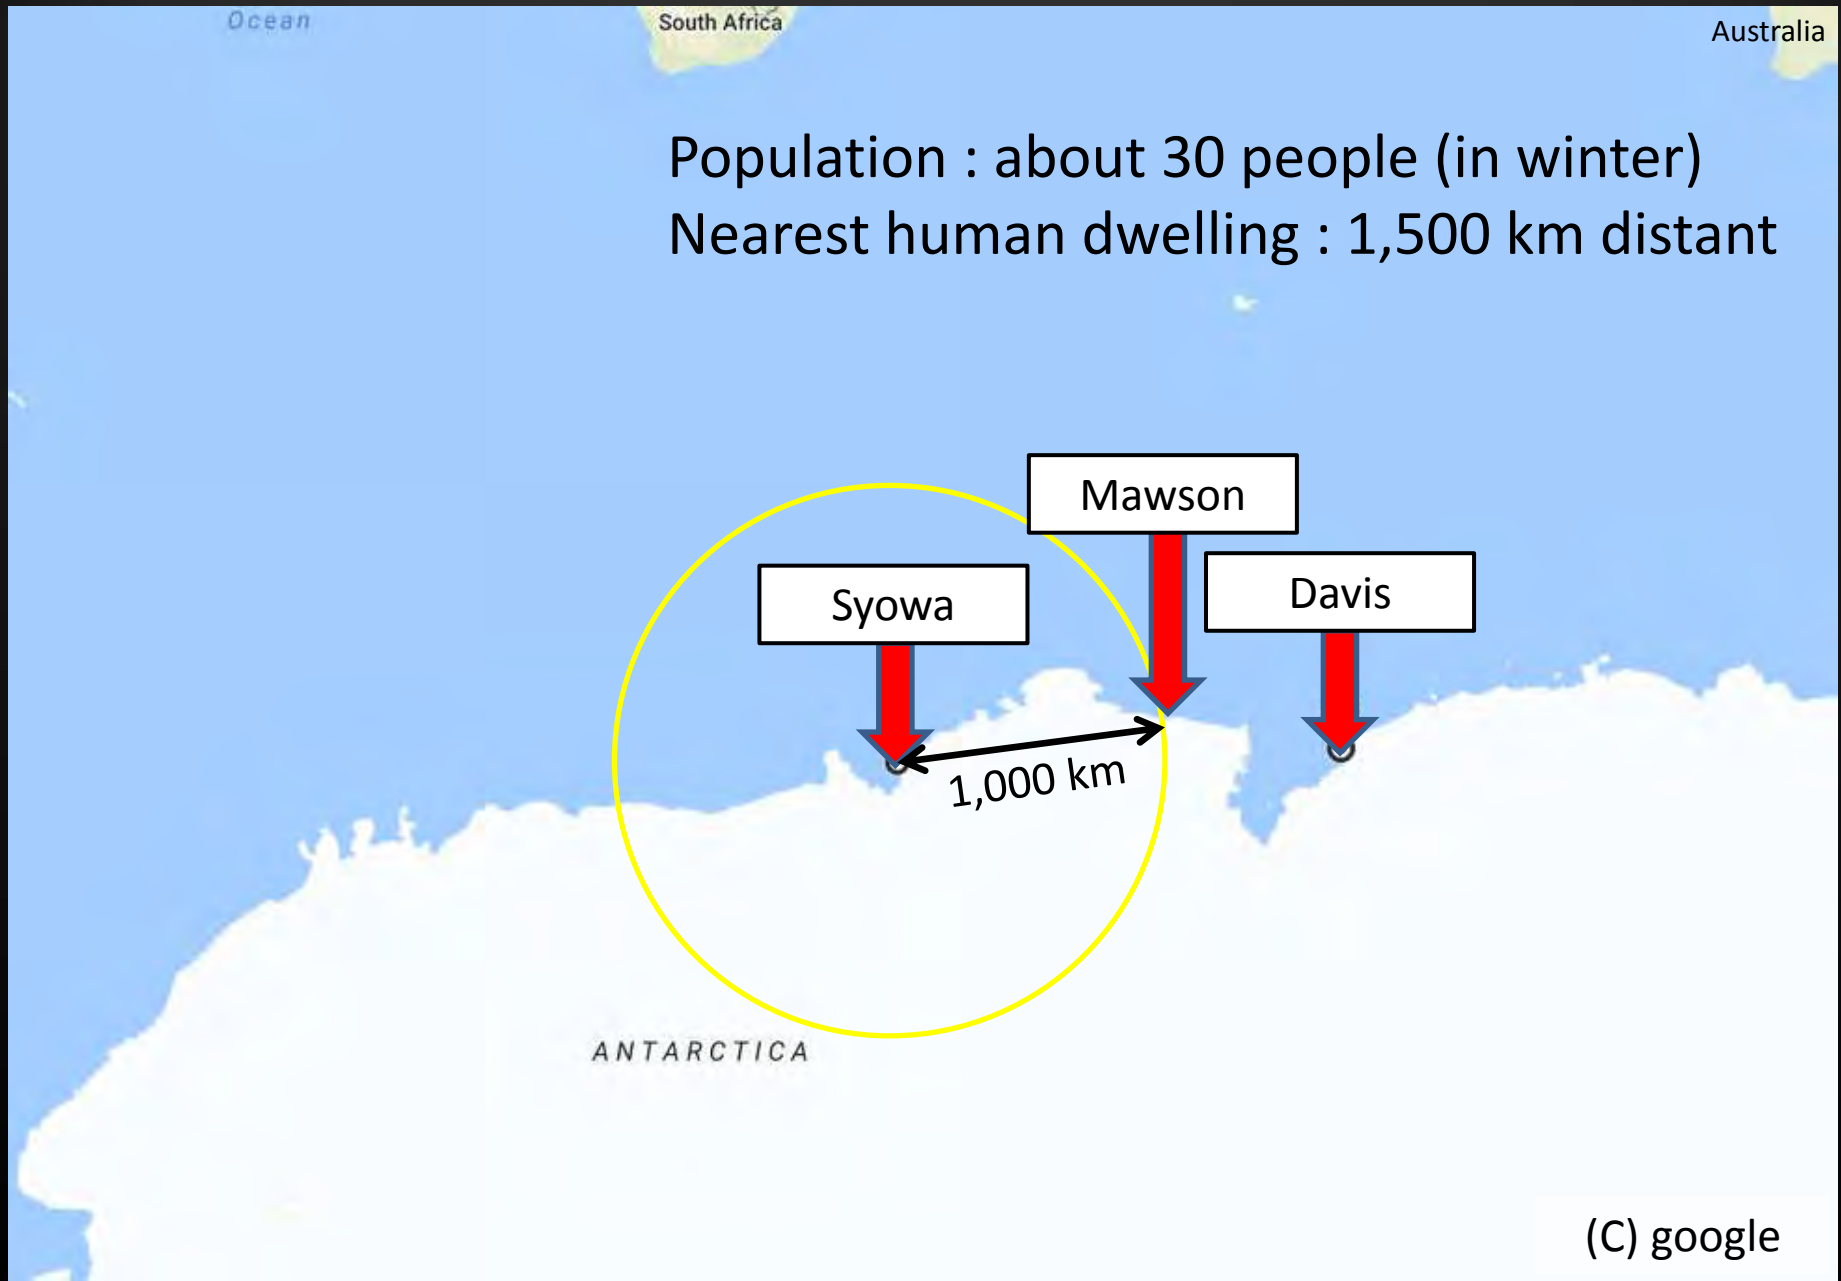 Ocean
South Africa
Australia
Population : about 30 people (in winter)
Nearest human dwelling : 1,500 km distant
Mawson
Davis
Syowa
1,000 km
ANTARCTICA
(C) google